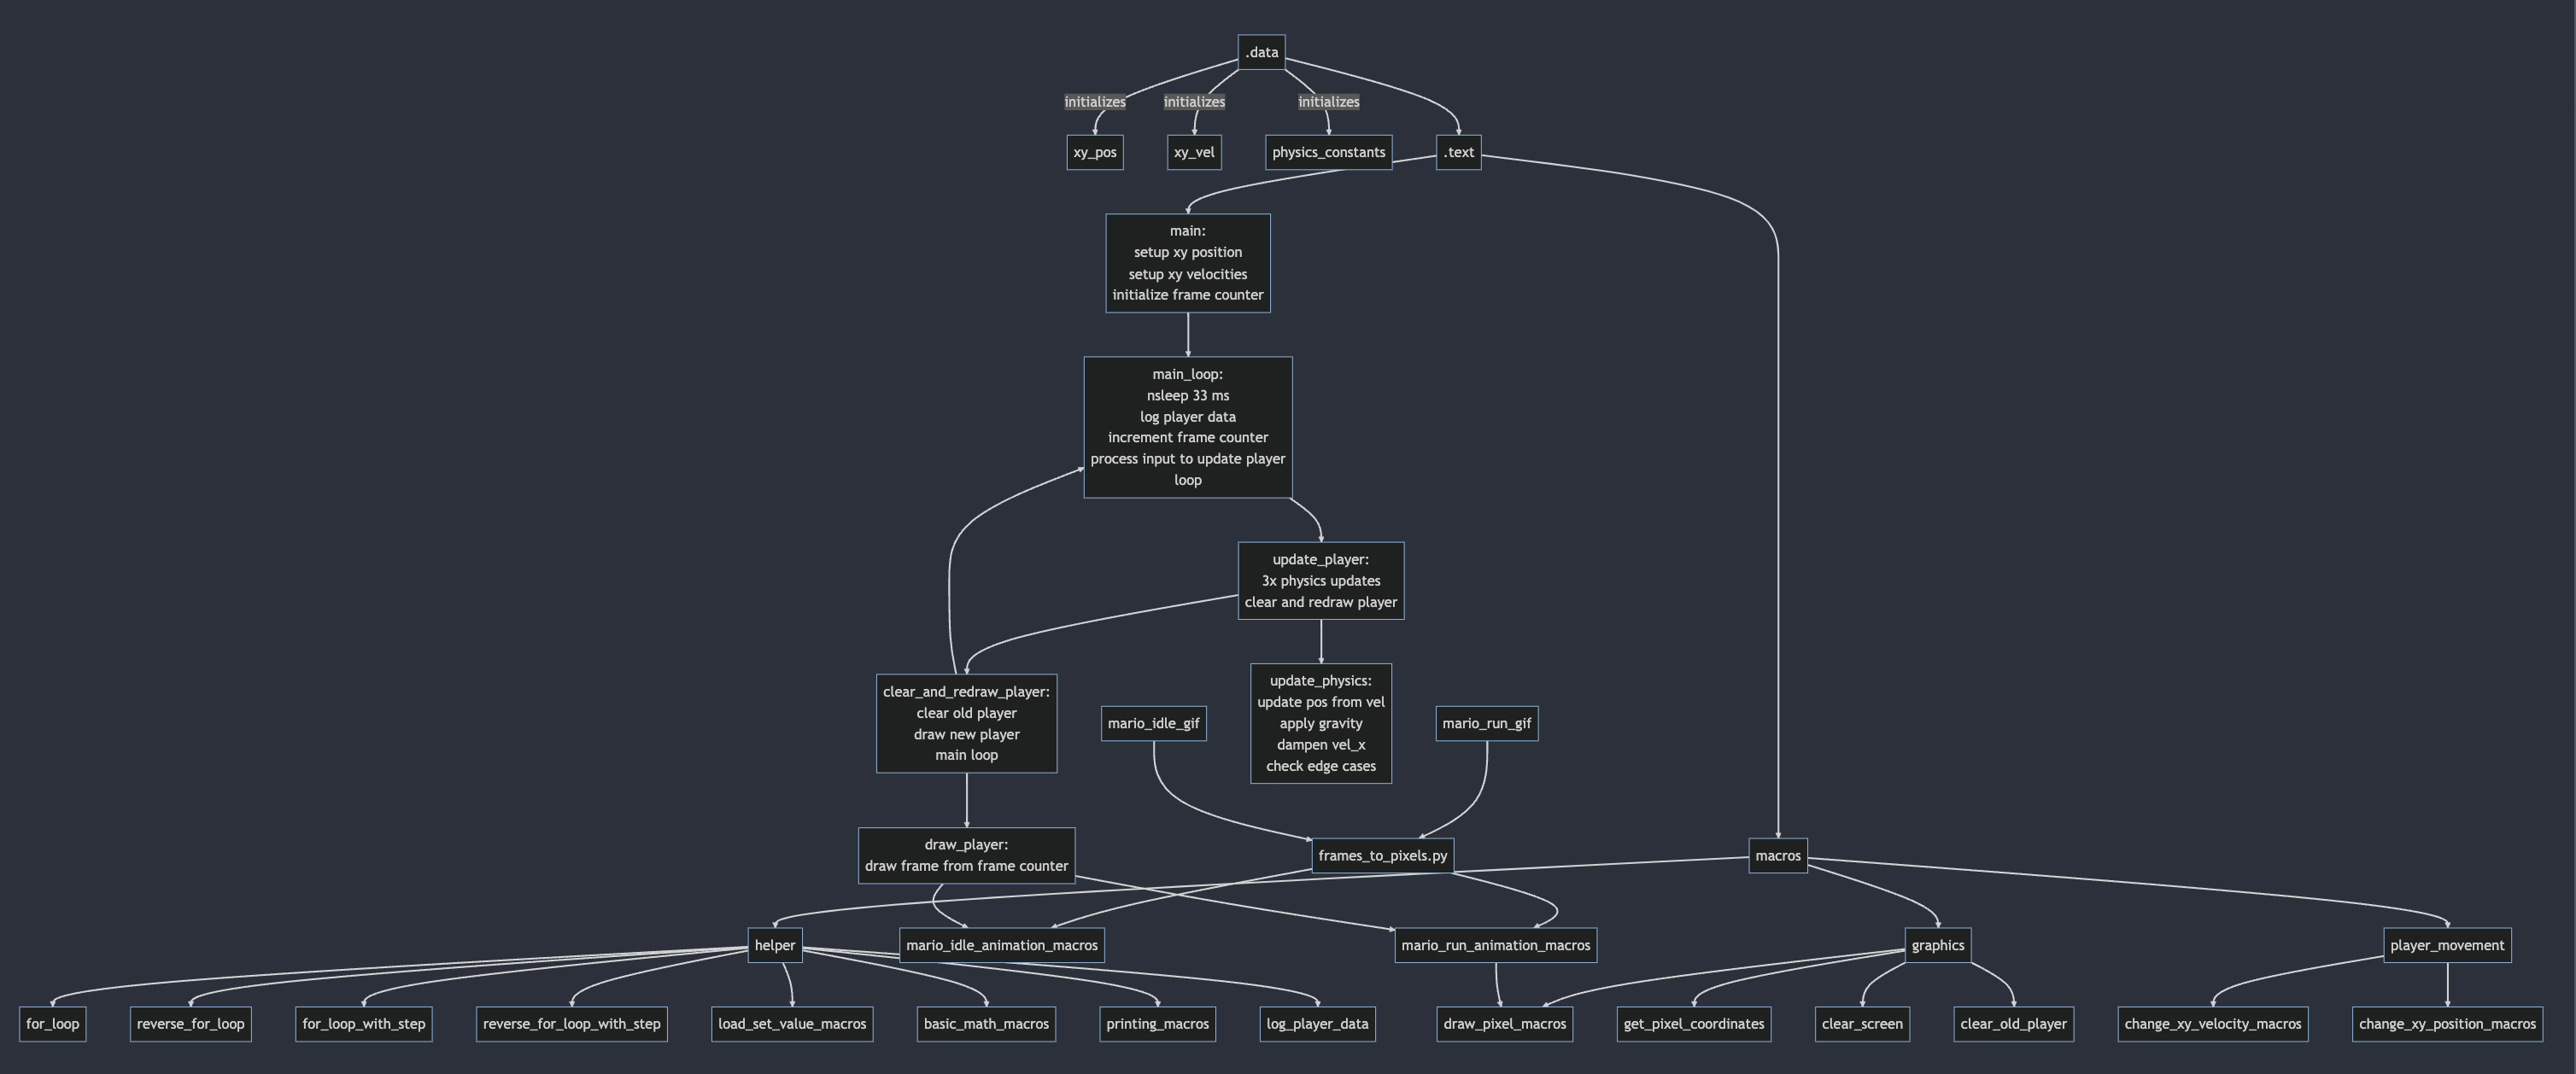 .data
initializes
initializes
initializes
xy_pos
xy_vel
physics_constants
.text
main:
setup xy position
setup xy velocities
initialize frame counter
main_loop:
nsleep 33 ms
log player data
increment frame counter
process input to update player
loop
update_player:
3x physics updates
clear and redraw player
clear_and_redraw_player:
clear old player
draw new player
main loop
mario_idle_gif
update_physics:
update pos from vel
apply gravity
dampen vel_x
check edge cases
mario_run_gif
draw_player:
draw frame from frame counter
frames_to_pixels.py
macros
helper
mario_idle_animation_macros
mario_run_animation_macros
graphics
player_movement
for_loop
reverse_for_loop
for_loop_with_step
reverse_for_loop_with_step
load_set_value_macros
basic_math_macros
printing_macros
log_player_data
draw_pixel_macros
get_pixel_coordinates
clear_screen
clear_old_player
change_xy_velocity_macros
change_xy_position_macros